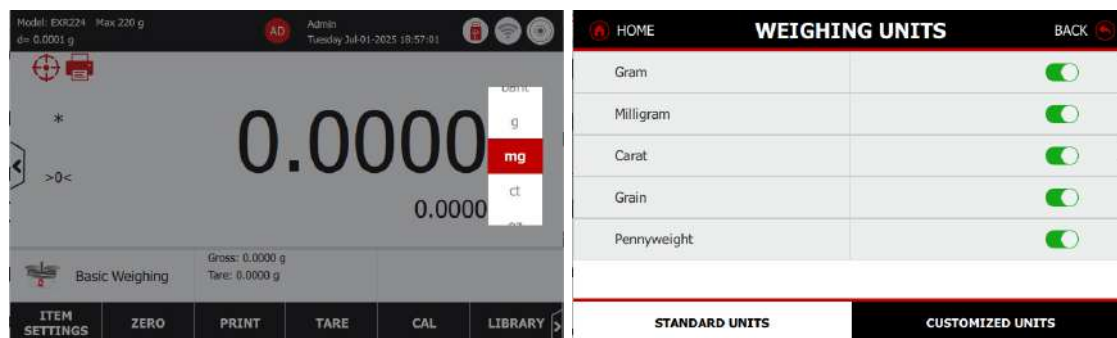 Model: EXR224 Max 220 g
d= 0.0001 g
AD
Admin
Tuesday Jul-01-2025 18:57:01
*
>0<
0.0000
g
mg
ct
0.0000
Basic Weighing
Gross: 0.0000 g
Tare: 0.0000 g
ITEM SETTINGS ZERO PRINT TARE CAL LIBRARY
HOME WEIGHING UNITS BACK
Gram
Milligram
Carat
Grain
Pennyweight
STANDARD UNITS CUSTOMIZED UNITS